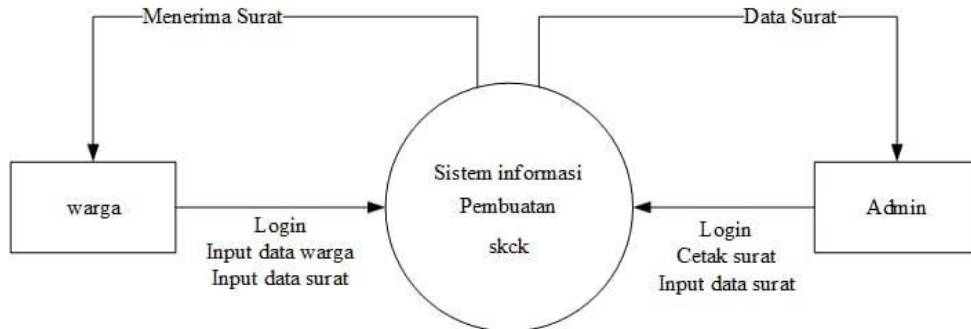 Menerima Surat
Data Surat
warga
Login
Input data warga
Input data surat
Sistem informasi
Pembuatan
skck
Admin
Login
Cetak surat
Input data surat